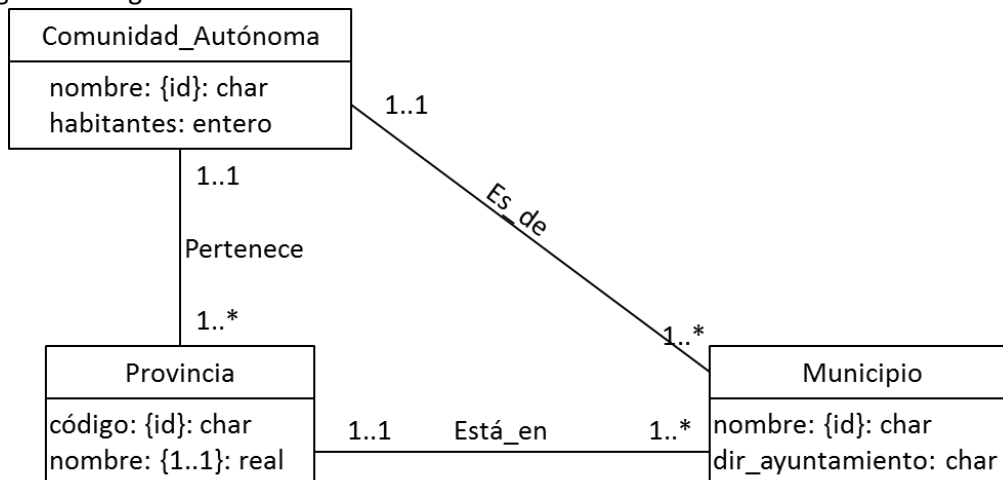 Comunidad_Autónoma
nombre: {id}: char
habitantes: entero
1..1
Es_de
1..1
Pertenece
1..*
1..*
Provincia
código: {id}: char
nombre: {1..1}: real
1..1 Está_en 1..*
Municipio
nombre: {id}: char
dir_ayuntamiento: char